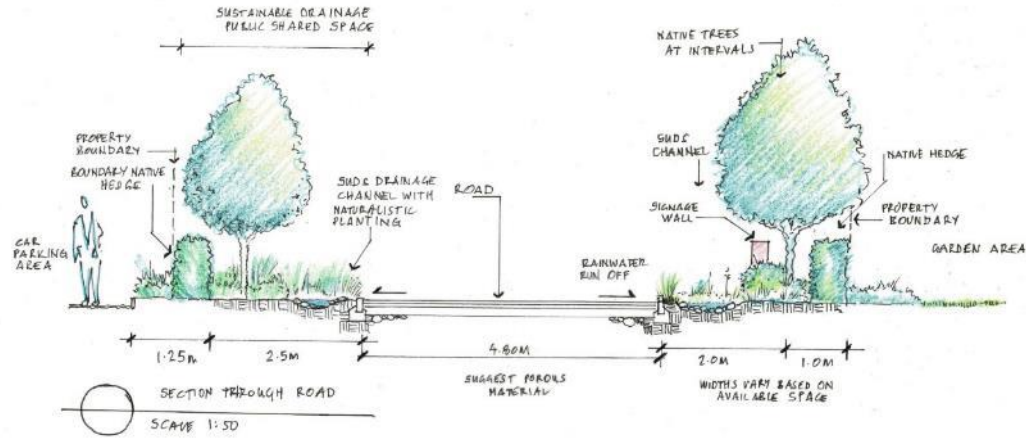 SUSTAINABLE DRAINAGE
PUBLIC SHARED SPACE
NATIVE TREES
AT INTERVALS
PROPERTY
BOUNDARY
BOUNDARY NATIVE
HEDGE
SUDS DRAINAGE
CHANNEL WITH
NATURALISTIC
PLANTING
ROAD
SUDS
CHANNEL
NATIVE HEDGE
SIGNAGE
WALL
PROPERTY
BOUNDARY
CAR
PARKING
AREA
RAINWATER
RUN OFF
GARDEN AREA
1.25M
2.5M
4.80M
2.0M
1.0M
SUGGEST POROUS
MATERIAL
WIDTHS VARY BASED ON
AVAILABLE SPACE
SECTION THROUGH ROAD
SCALE 1:50